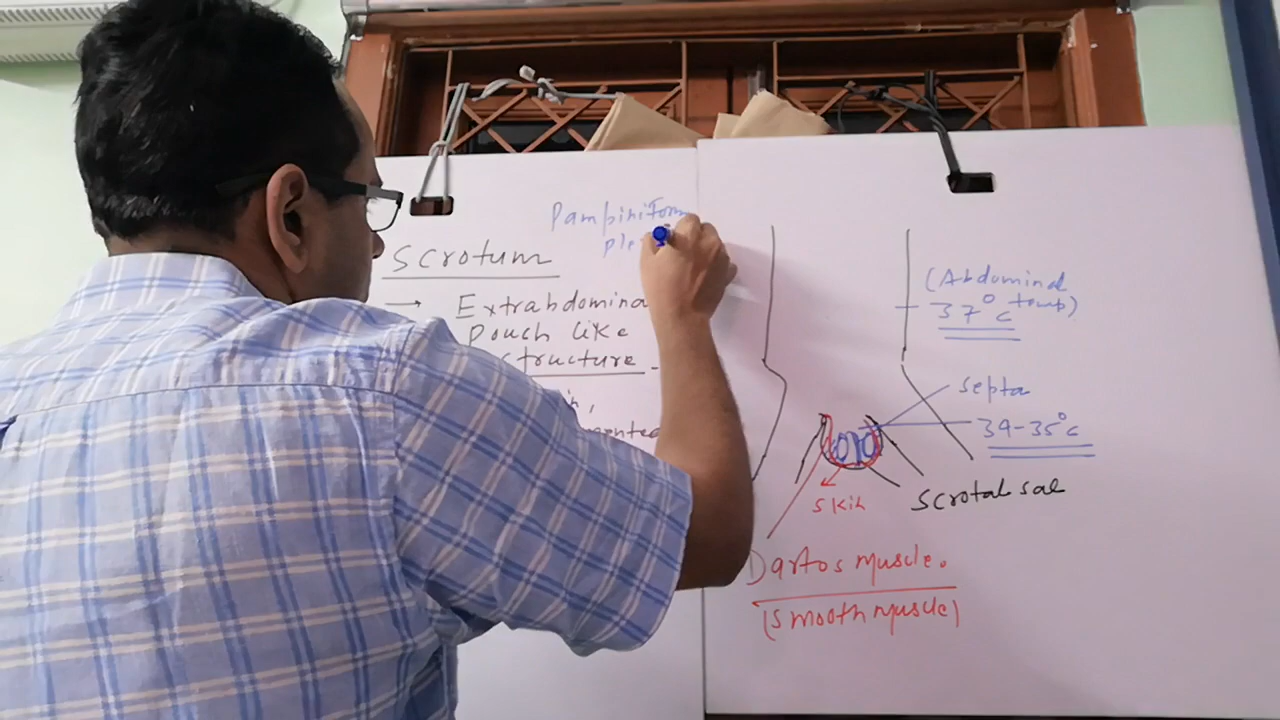 Pampiniform
ple
Scrotum
→ Extrabdomina
Pouch like
structure
(Abdominal
37°c temp)
septa
34-35°c
skin
scrotal sac
Dartos muscle.
(smooth muscle)